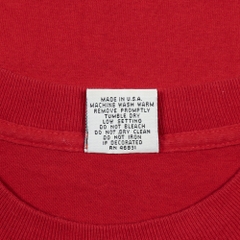 MADE IN U.S.A.
MACHINE WASH WARM
REMOVE PROMPTLY
TUMBLE DRY
LOW SETTING
DO NOT BLEACH
DO NOT DRY CLEAN
DO NOT IRON
IF DECORATED
RN 46931